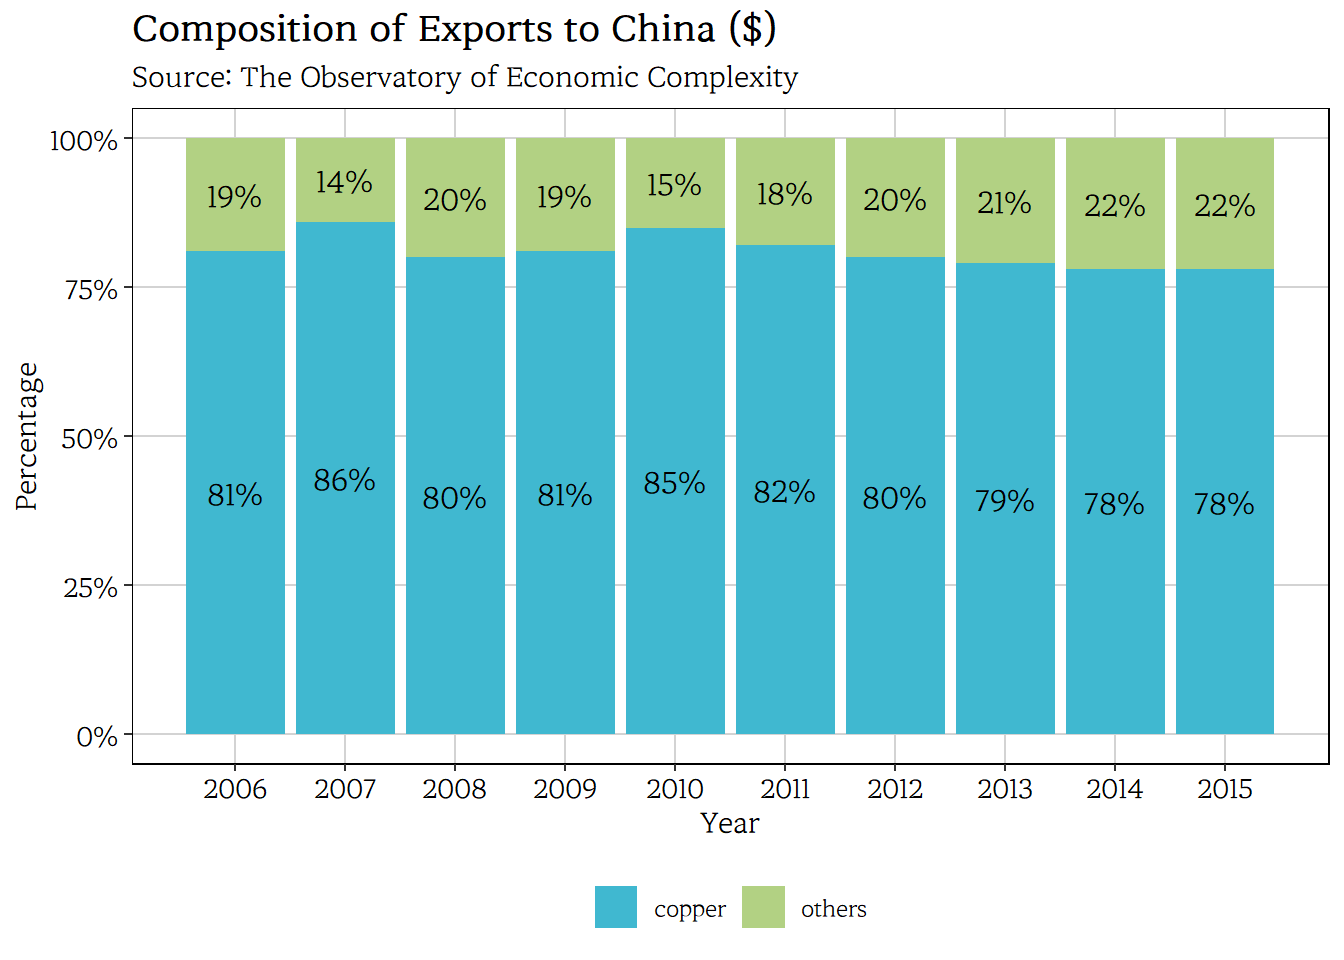 Composition of Exports to China ($)
Source: The Observatory of Economic Complexity
Percentage
100%
75%
50%
25%
0%
19% 14% 20% 19% 15% 18% 20% 21% 22% 22%
81% 86% 80% 81% 85% 82% 80% 79% 78% 78%
2006 2007 2008 2009 2010 2011 2012 2013 2014 2015
Year
copper others